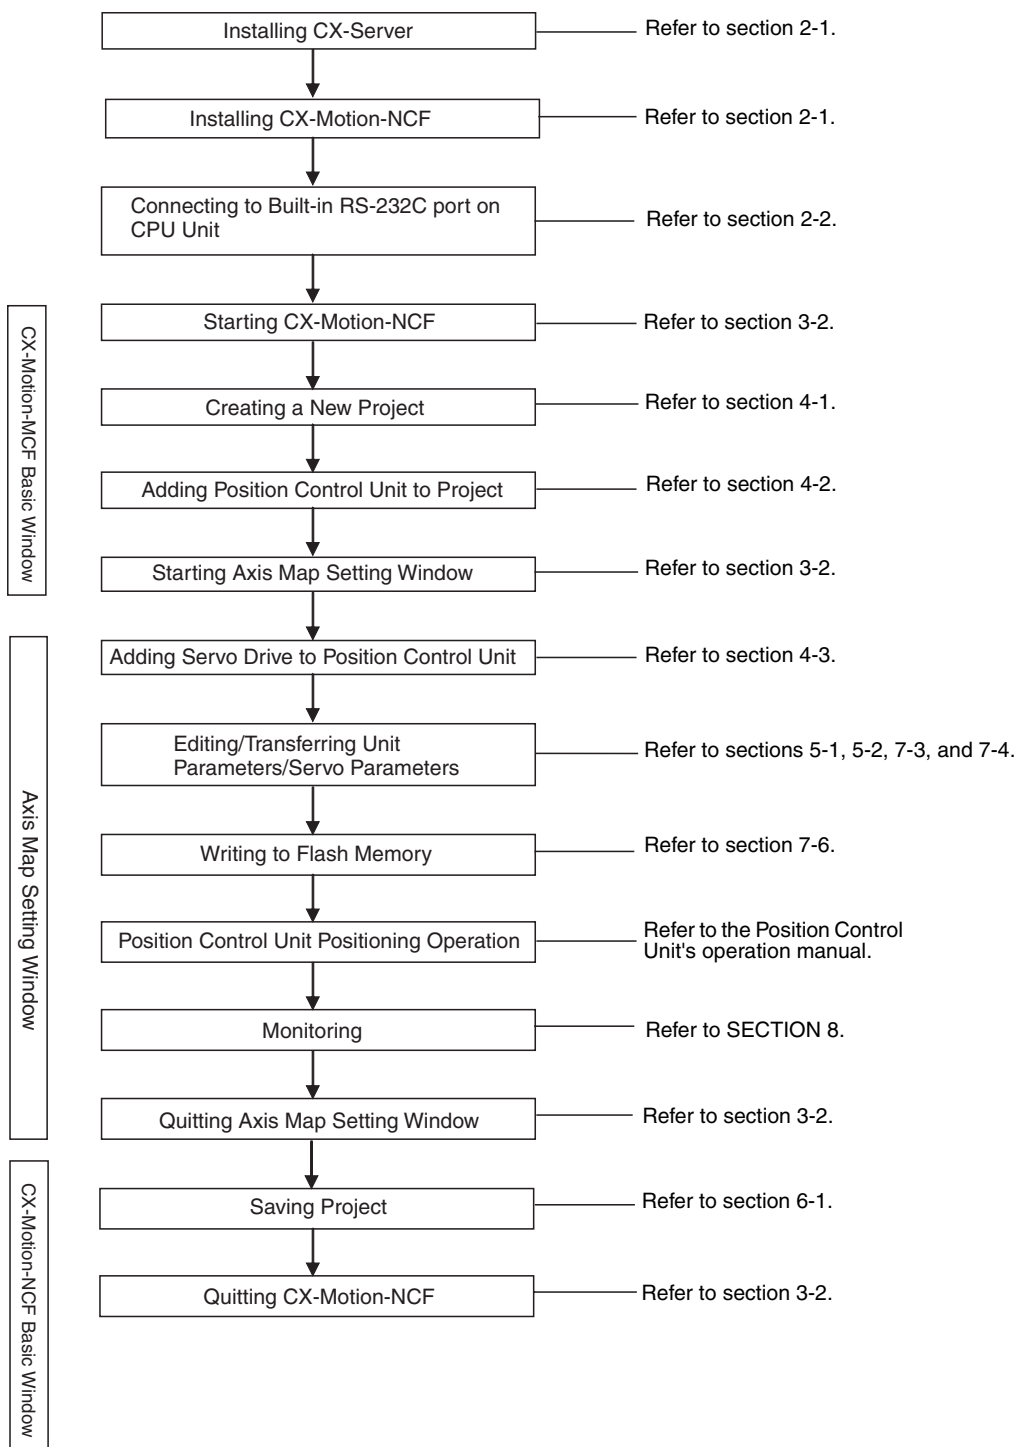 Installing CX-Server
Refer to section 2-1.
Installing CX-Motion-NCF
Refer to section 2-1.
Connecting to Built-in RS-232C port on
CPU Unit
Refer to section 2-2.
CX-Motion-MCF Basic Window
Starting CX-Motion-NCF
Refer to section 3-2.
Creating a New Project
Refer to section 4-1.
Adding Position Control Unit to Project
Refer to section 4-2.
Starting Axis Map Setting Window
Refer to section 3-2.
Axis Map Setting Window
Adding Servo Drive to Position Control Unit
Refer to section 4-3.
Editing/Transferring Unit
Parameters/Servo Parameters
Refer to sections 5-1, 5-2, 7-3, and 7-4.
Writing to Flash Memory
Refer to section 7-6.
Position Control Unit Positioning Operation
Refer to the Position Control
Unit's operation manual.
Monitoring
Refer to SECTION 8.
Quitting Axis Map Setting Window
Refer to section 3-2.
CX-Motion-NCF Basic Window
Saving Project
Refer to section 6-1.
Quitting CX-Motion-NCF
Refer to section 3-2.